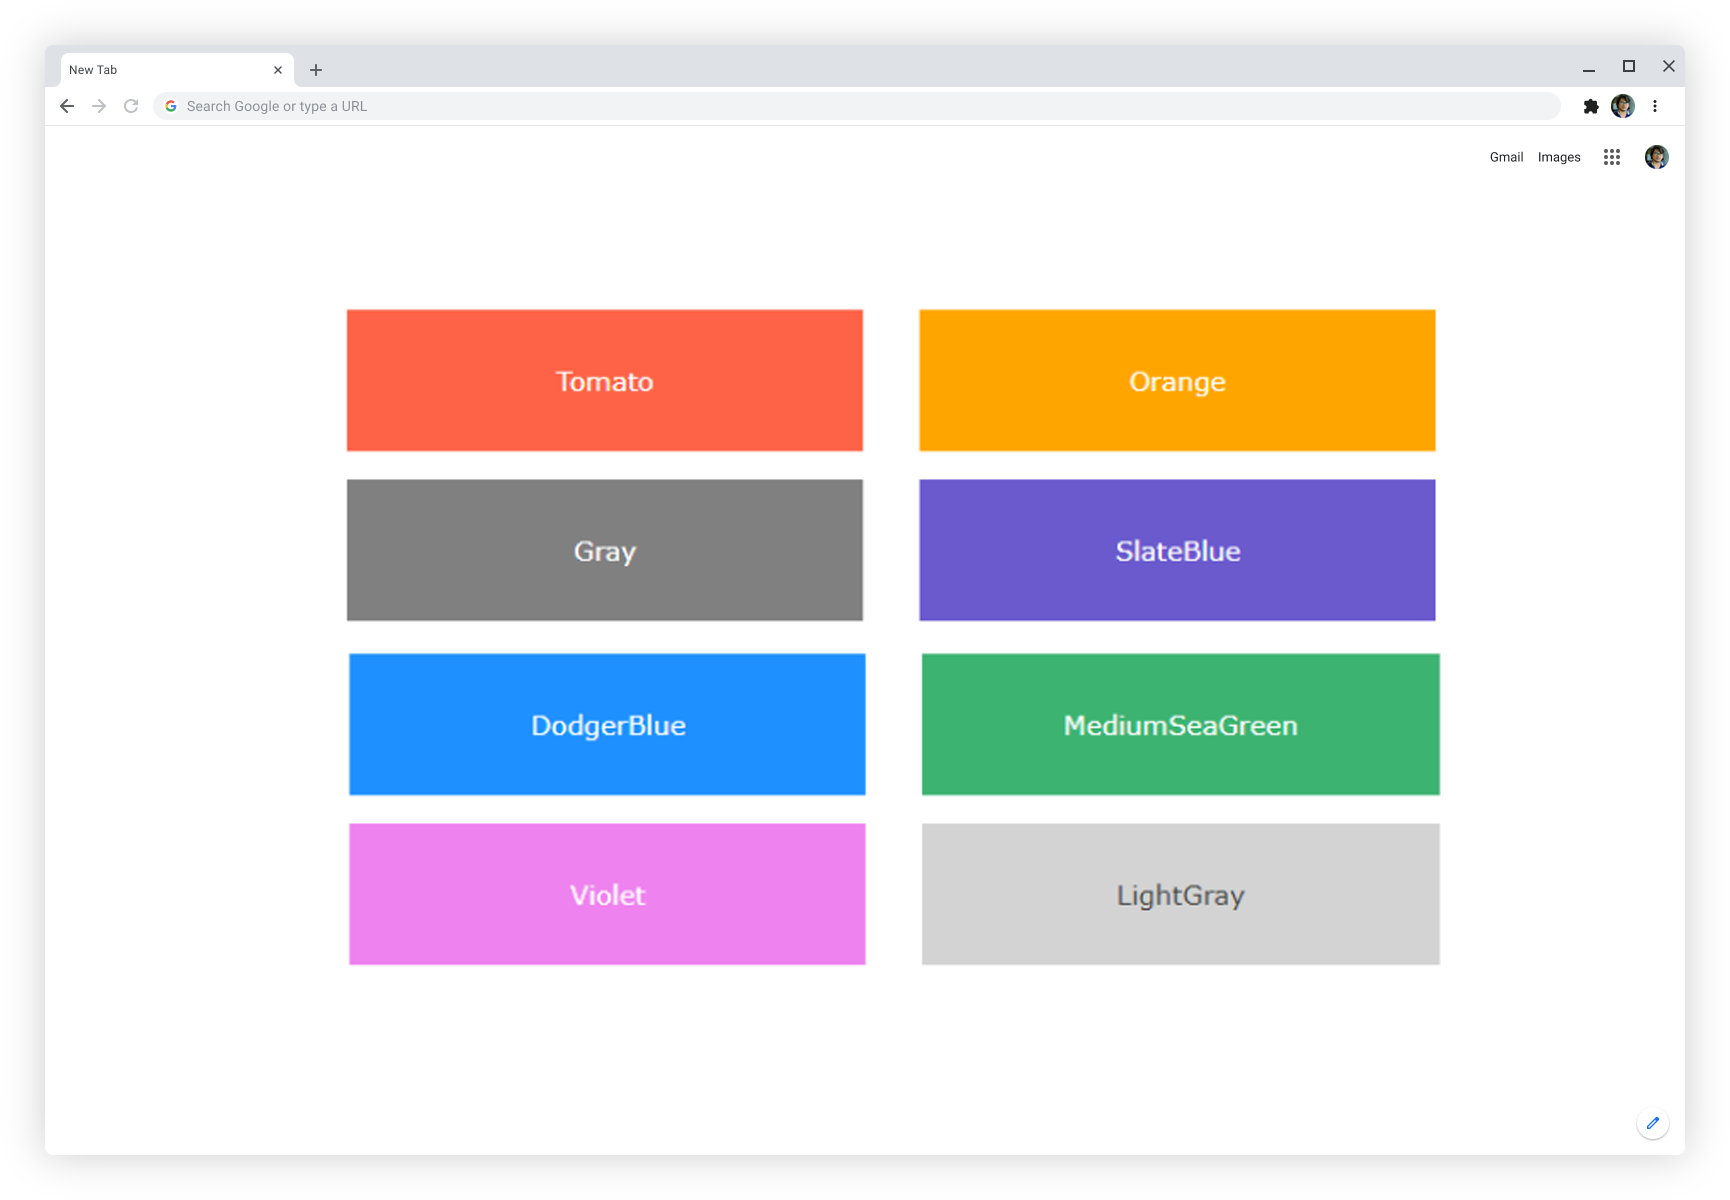 New Tab
Search Google or type a URL
Gmail Images
Tomato Orange
Gray SlateBlue
DodgerBlue MediumSeaGreen
Violet LightGray